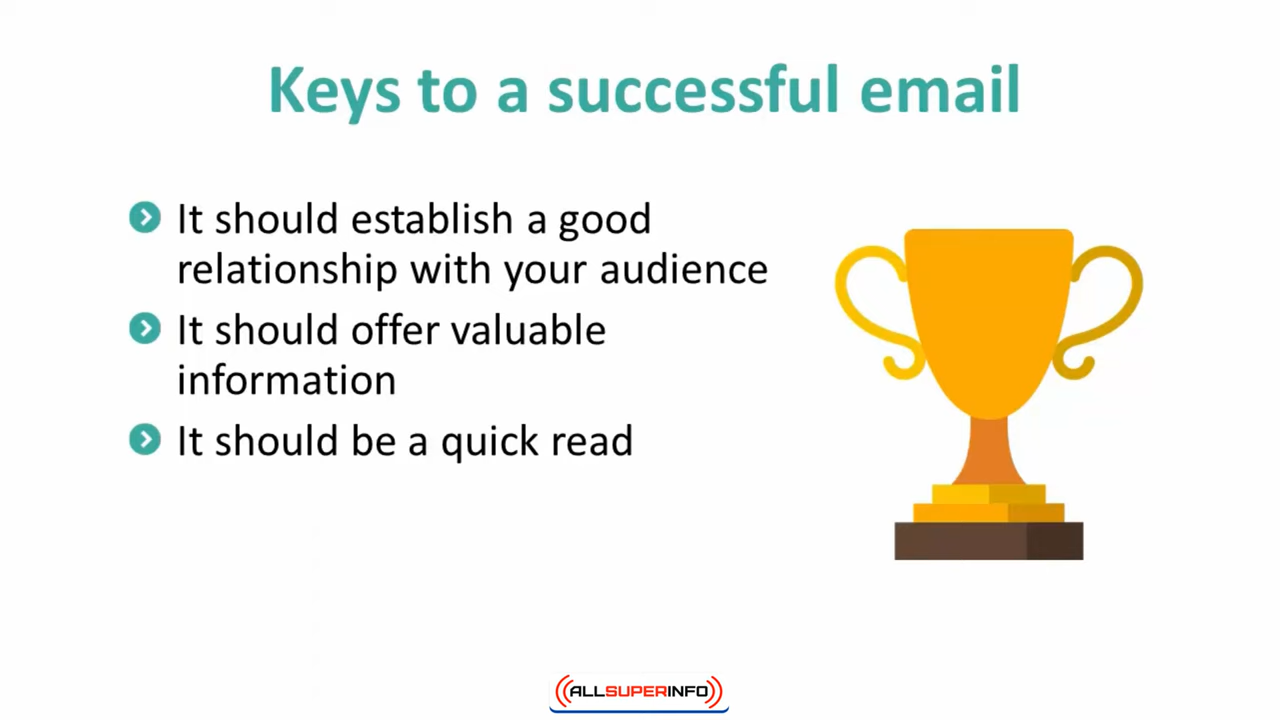 Keys to a successful email
It should establish a good
relationship with your audience
It should offer valuable
information
It should be a quick read
ALLSUPERINFO